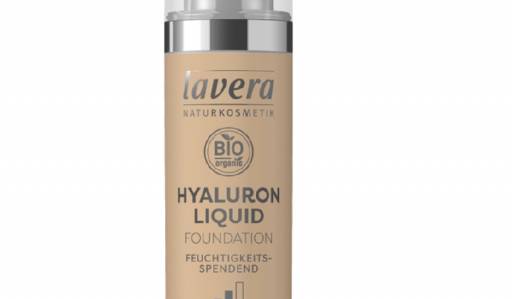 lavera
NATURKOSMETIK
BIO
organic
HYALURON
LIQUID
FOUNDATION
FEUCHTIGKEITS-
SPENDEND